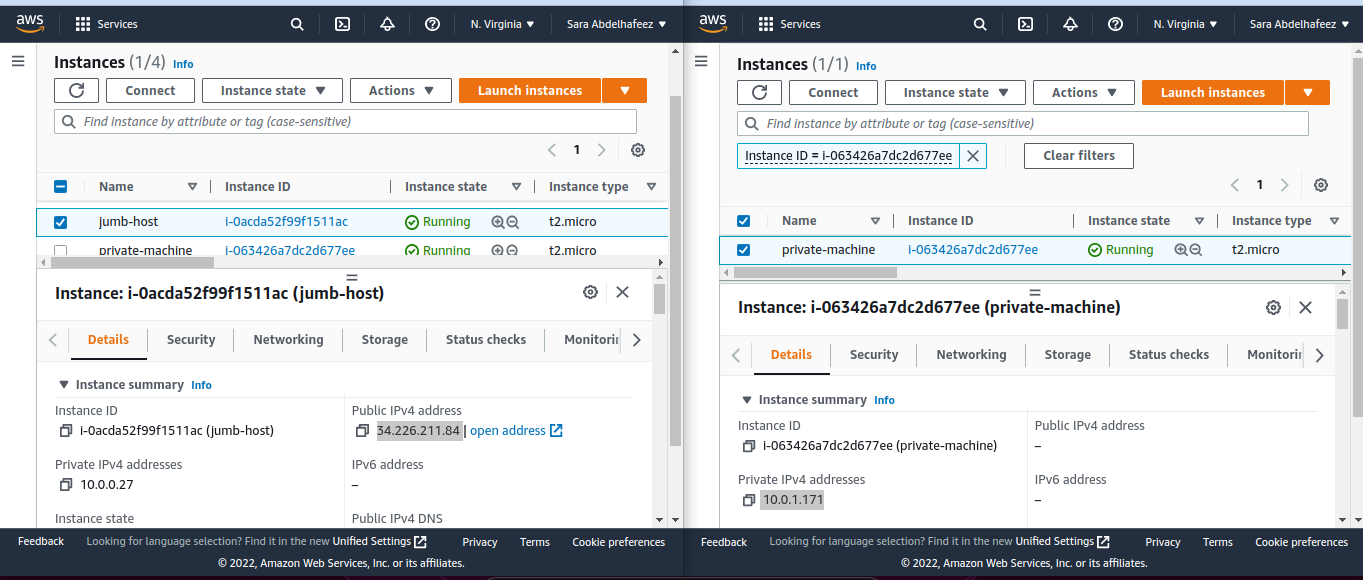 aws Services N. Virginia Sara Abdelhafeez
Instances (1/4) Info
Connect Instance state Actions Launch instances
Find instance by attribute or tag (case-sensitive)
1
Name Instance ID Instance state Instance type
jumb-host i-0acda52f99f1511ac Running t2.micro
private-machine i-063426a7dc2d677ee Running t2.micro
Instance: i-0acda52f99f1511ac (jumb-host)
Details Security Networking Storage Status checks Monitorin
Instance summary Info
Instance ID
i-0acda52f99f1511ac (jumb-host)
Public IPv4 address
34.226.211.84 | open address
Private IPv4 addresses
10.0.0.27
IPv6 address
–
Instance state
Public IPv4 DNS
Feedback Looking for language selection? Find it in the new Unified Settings Privacy Terms Cookie preferences
© 2022, Amazon Web Services, Inc. or its affiliates.
aws Services N. Virginia Sara Abdelhafeez
Instances (1/1) Info
Connect Instance state Actions Launch instances
Find instance by attribute or tag (case-sensitive)
Instance ID = i-063426a7dc2d677ee Clear filters
1
Name Instance ID Instance state Instance type
private-machine i-063426a7dc2d677ee Running t2.micro
Instance: i-063426a7dc2d677ee (private-machine)
Details Security Networking Storage Status checks Monitorin
Instance summary Info
Instance ID
i-063426a7dc2d677ee (private-machine)
Public IPv4 address
–
Private IPv4 addresses
10.0.1.171
IPv6 address
–
Feedback Looking for language selection? Find it in the new Unified Settings Privacy Terms Cookie preferences
© 2022, Amazon Web Services, Inc. or its affiliates.